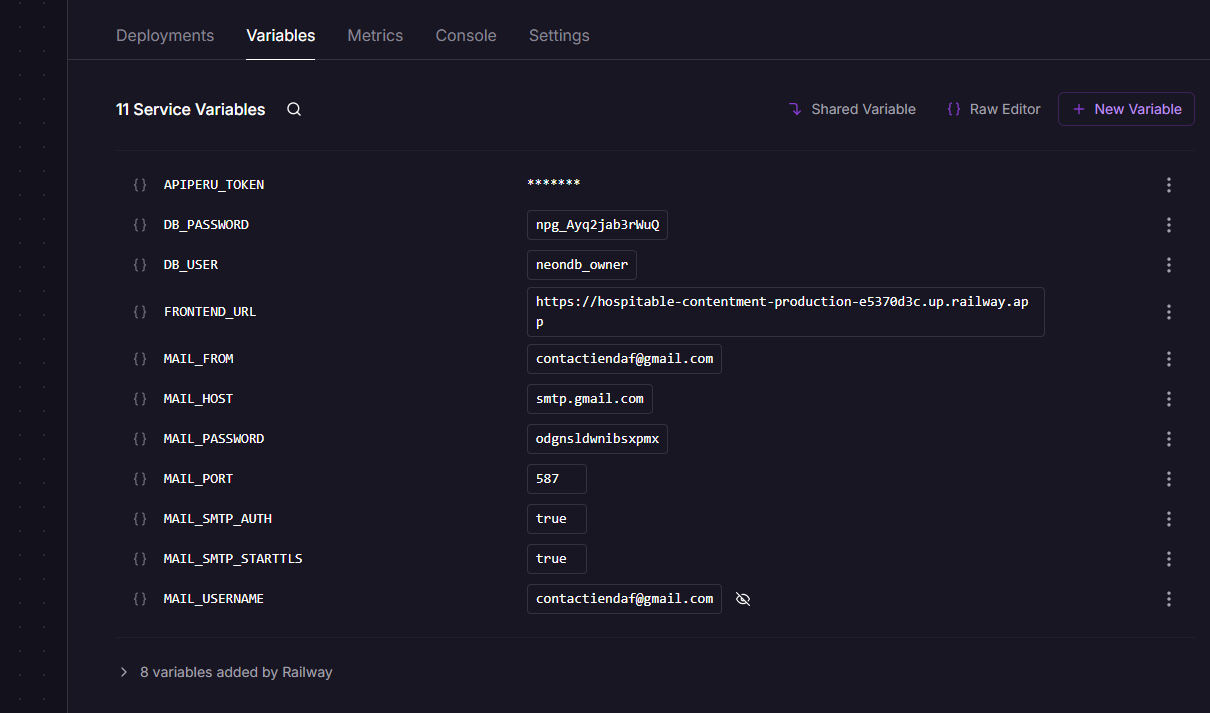 Deployments Variables Metrics Console Settings
11 Service Variables
Shared Variable {} Raw Editor + New Variable
{} APIPERU_TOKEN *******
{} DB_PASSWORD npg_Ayq2jab3rWuQ
{} DB_USER neondb_owner
{} FRONTEND_URL https://hospitable-contentment-production-e5370d3c.up.railway.ap
p
{} MAIL_FROM contactiendaf@gmail.com
{} MAIL_HOST smtp.gmail.com
{} MAIL_PASSWORD odgnsldwnibsxpmx
{} MAIL_PORT 587
{} MAIL_SMTP_AUTH true
{} MAIL_SMTP_STARTTLS true
{} MAIL_USERNAME contactiendaf@gmail.com
8 variables added by Railway